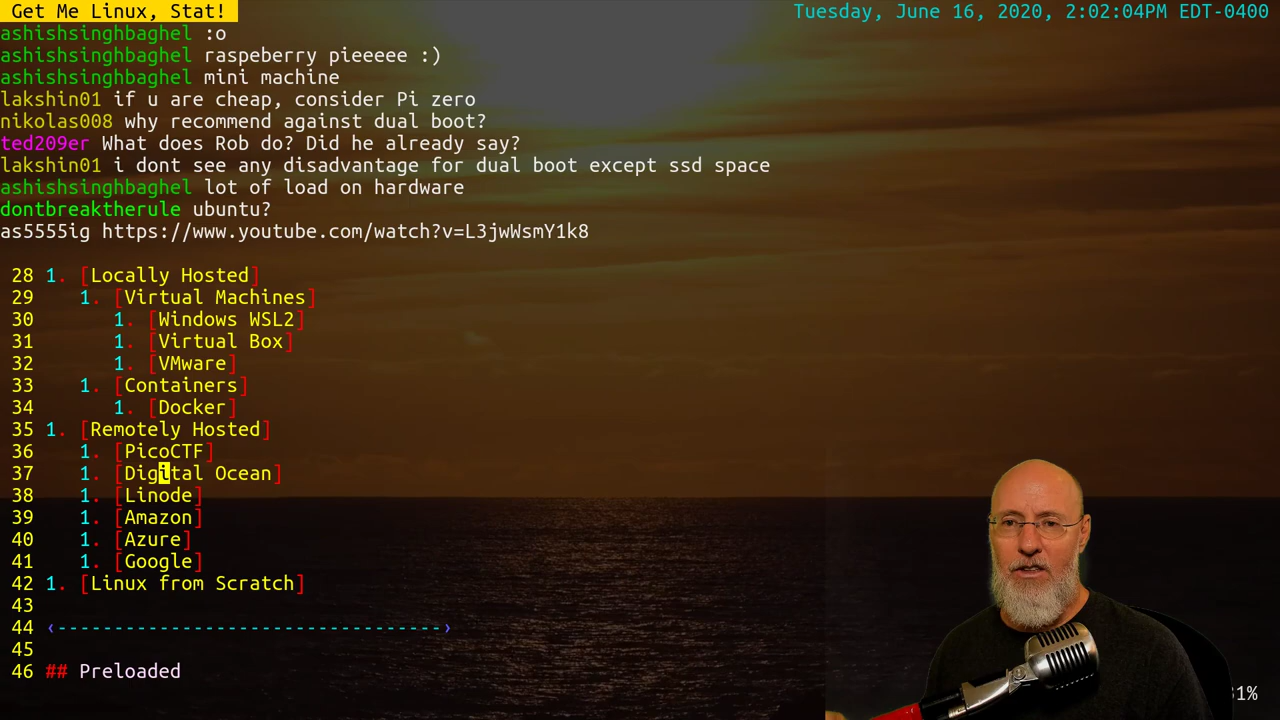 Get Me Linux, Stat!
Tuesday, June 16, 2020, 2:02:04PM EDT-0400
ashishsinghbaghel :o
ashishsinghbaghel raspeberry pieeeee :)
ashishsinghbaghel mini machine
lakshin01 if u are cheap, consider Pi zero
nikolas008 why recommend against dual boot?
ted209er What does Rob do? Did he already say?
lakshin01 i dont see any disadvantage for dual boot except ssd space
ashishsinghbaghel lot of load on hardware
dontbreaktherule ubuntu?
as5555ig https://www.youtube.com/watch?v=L3jwWsmY1k8
28 1. [Locally Hosted]
29 1. [Virtual Machines]
30 1. [Windows WSL2]
31 1. [Virtual Box]
32 1. [VMware]
33 1. [Containers]
34 1. [Docker]
35 1. [Remotely Hosted]
36 1. [PicoCTF]
37 1. [Digital Ocean]
38 1. [Linode]
39 1. [Amazon]
40 1. [Azure]
41 1. [Google]
42 1. [Linux from Scratch]
43
44 ‹----------------------------------›
45
46 ## Preloaded